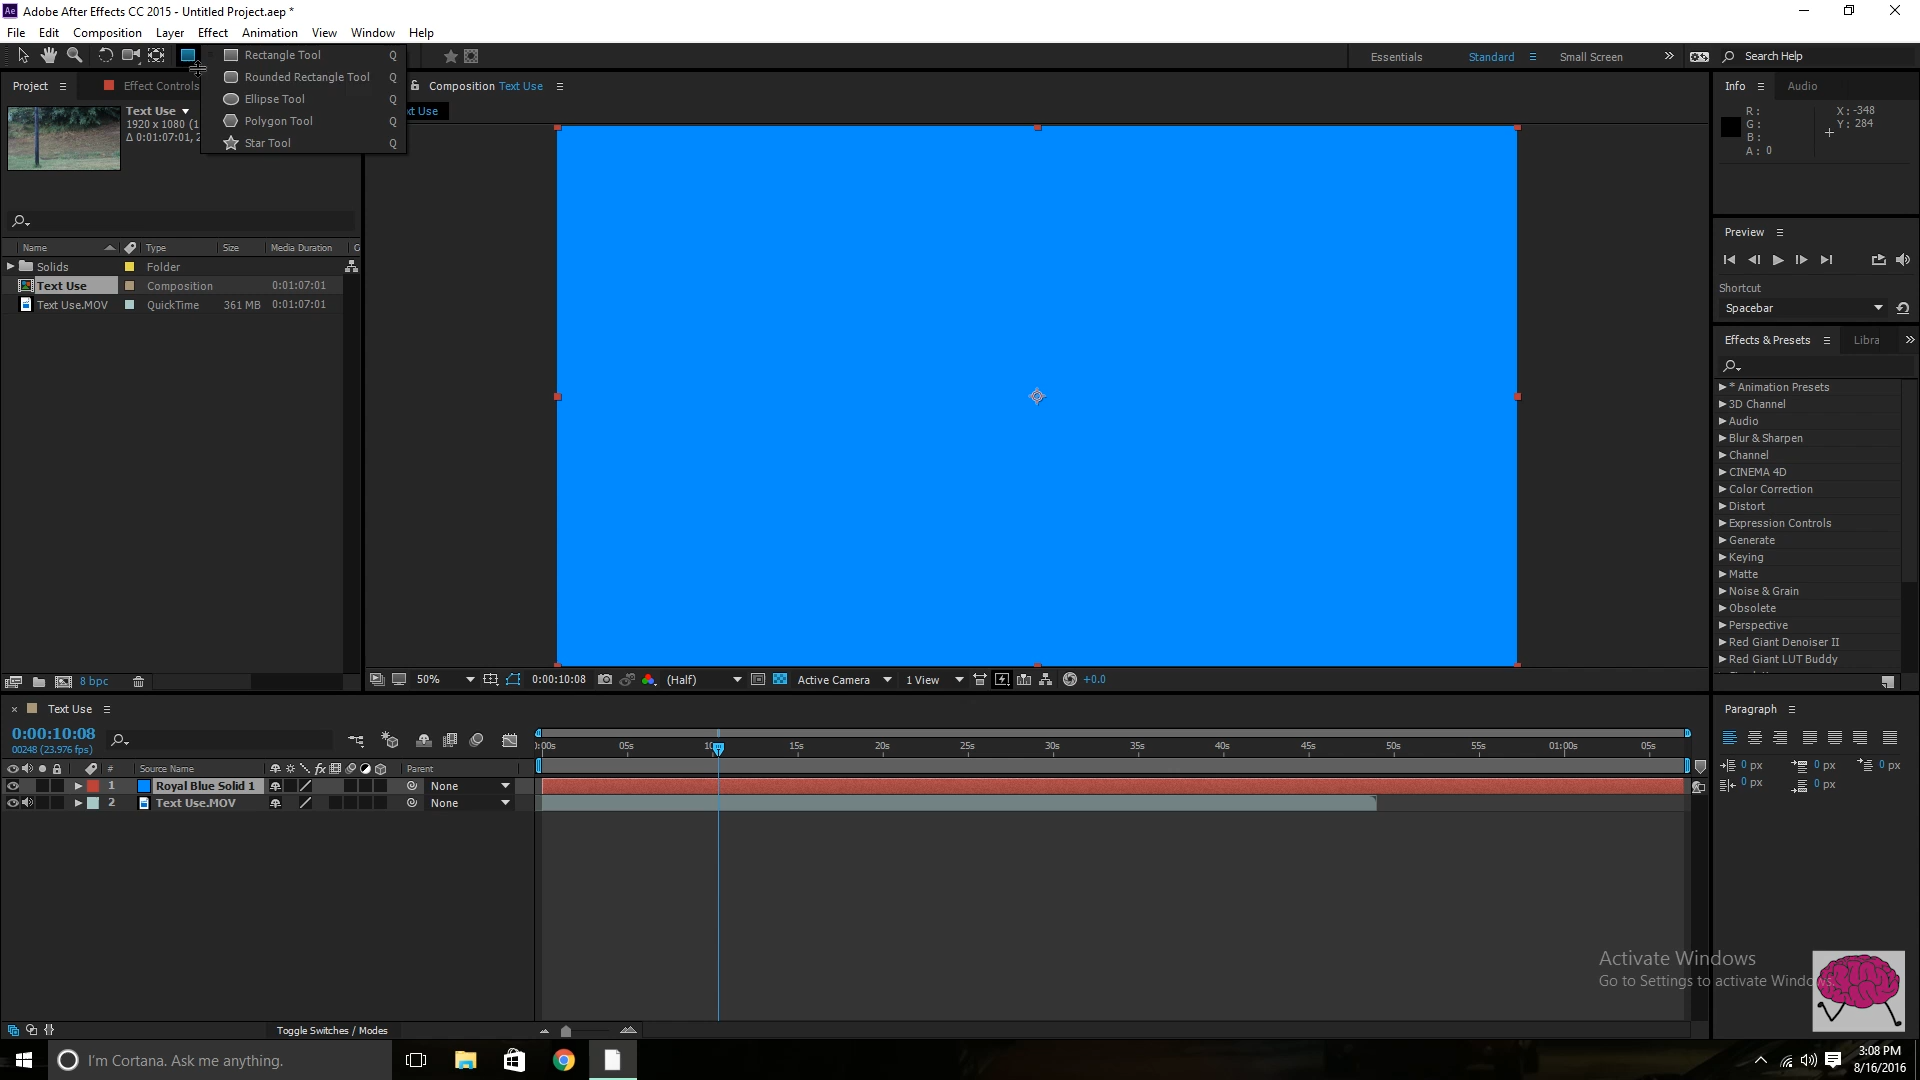 Ae Adobe After Effects CC 2015 - Untitled Project.aep *
File Edit Composition Layer Effect Animation View Window Help
Essentials Standard Small Screen Search Help
Rectangle Tool Q
Rounded Rectangle Tool Q
Ellipse Tool Q
Polygon Tool Q
Star Tool Q
Project Effect Controls
Composition Text Use
Text Use
1920 x 1080 (1
Δ 0:01:07:01, 2
Name Type Size Media Duration
Solids Folder
Text Use Composition 0:01:07:01
Text Use.MOV QuickTime 361 MB 0:01:07:01
8 bpc
50% 0:00:10:08 (Half) Active Camera 1 View +0.0
Info Audio
R: X: -348
G: Y: 284
B:
A: 0
Preview
Shortcut
Spacebar
Effects & Presets Libra
* Animation Presets
3D Channel
Audio
Blur & Sharpen
Channel
CINEMA 4D
Color Correction
Distort
Expression Controls
Generate
Keying
Matte
Noise & Grain
Obsolete
Perspective
Red Giant Denoiser II
Red Giant LUT Buddy
Text Use
0:00:10:08
00248 (23.976 fps)
05s 15s 20s 25s 30s 35s 40s 45s 50s 55s 01:00s 05s
# Source Name fx Parent
1 Royal Blue Solid 1 None
2 Text Use.MOV None
Toggle Switches / Modes
Paragraph
0 px 0 px 0 px
0 px 0 px
Activate Windows
Go to Settings to activate Windows.
I'm Cortana. Ask me anything.
3:08 PM
8/16/2016